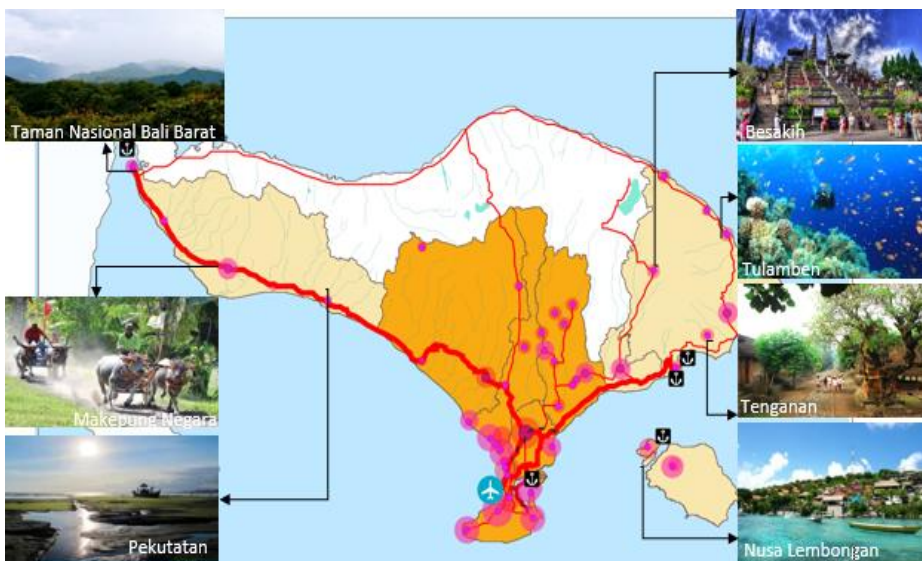 Taman Nasional Bali Barat
Besakih
Tulamben
Makepung Negara
Tenganan
Pekutatan
Nusa Lembongan